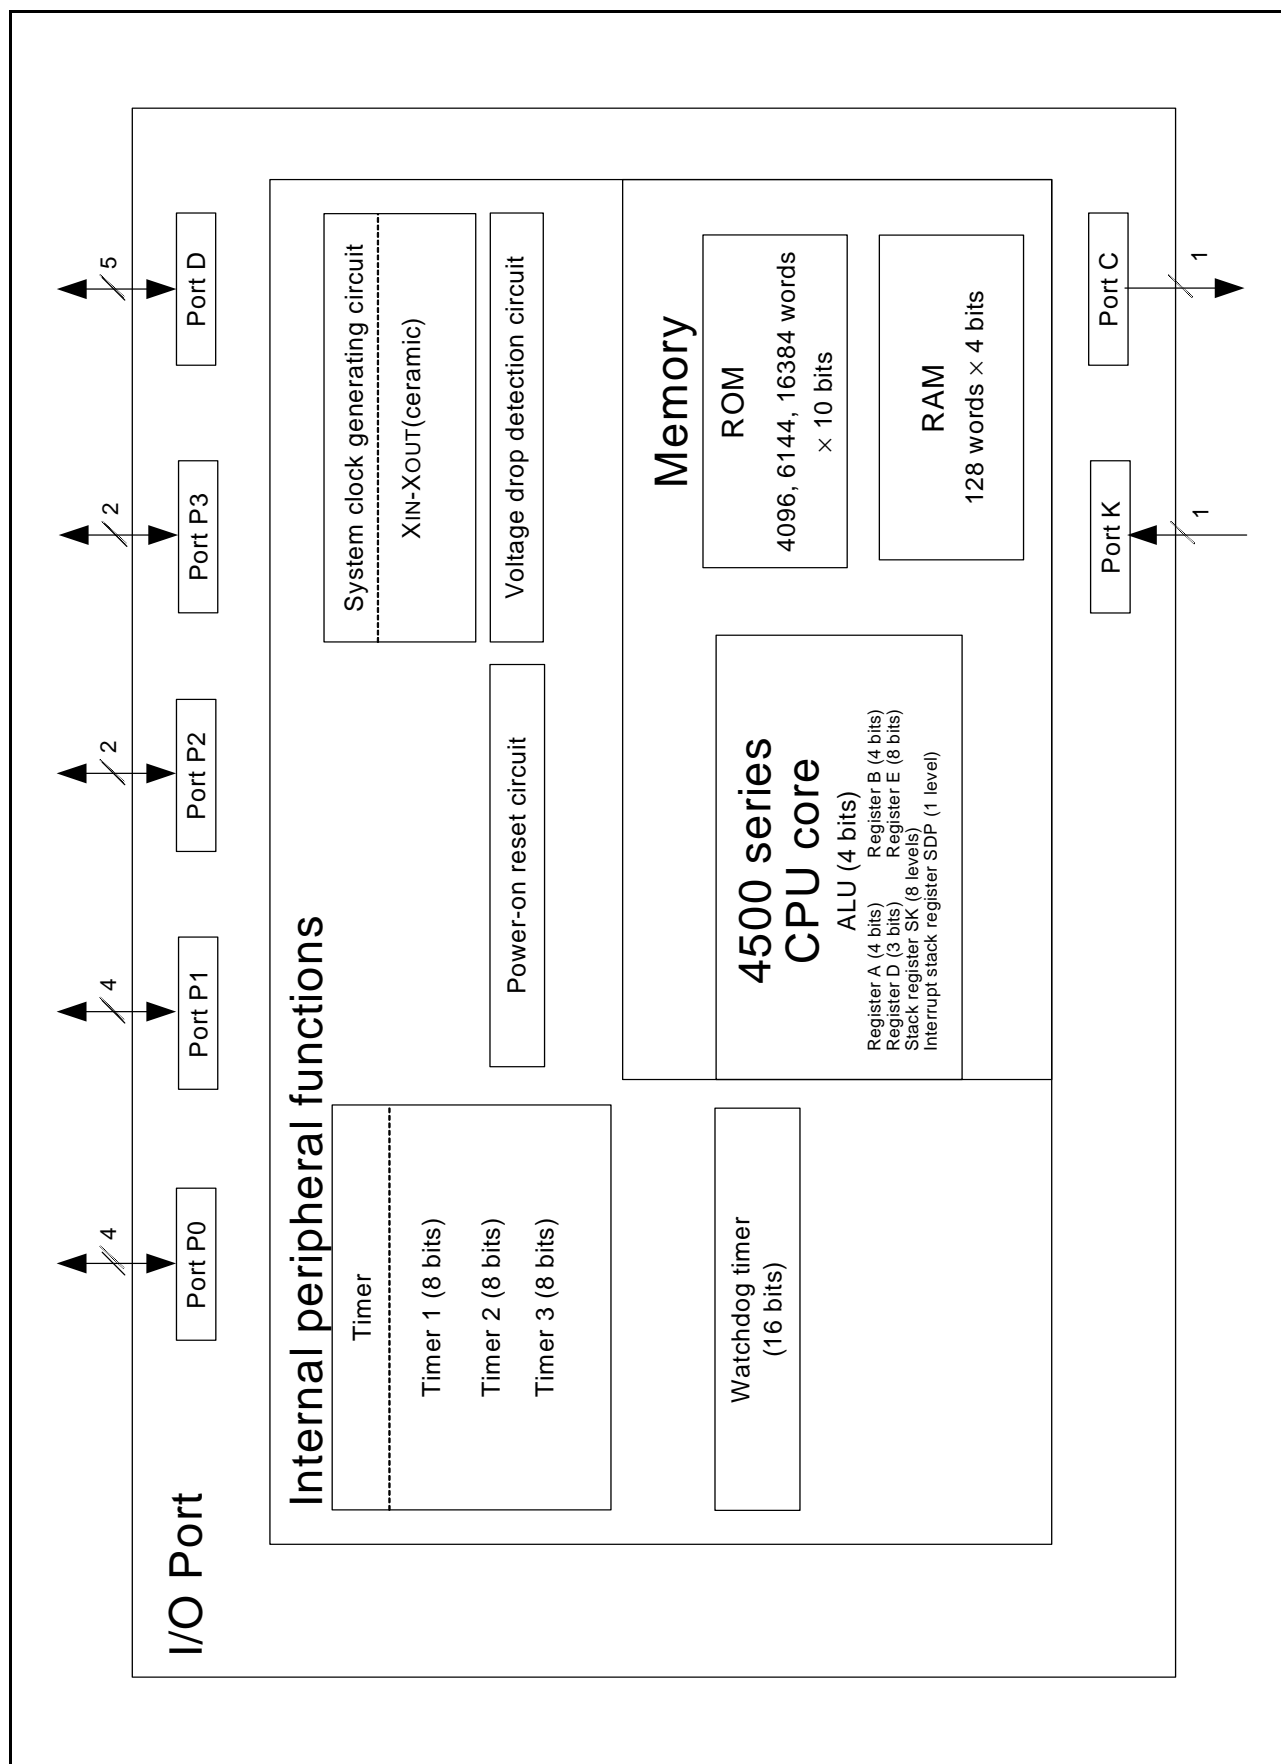 I/O Port
4
Port P0
4
Port P1
2
Port P2
2
Port P3
5
Port D
Internal peripheral functions
Timer
Timer 1 (8 bits)
Timer 2 (8 bits)
Timer 3 (8 bits)
Watchdog timer
(16 bits)
Power-on reset circuit
System clock generating circuit
XIN-XOUT(ceramic)
Voltage drop detection circuit
4500 series
CPU core
ALU (4 bits)
Register A (4 bits) Register B (4 bits)
Register D (3 bits) Register E (8 bits)
Stack register SK (8 levels)
Interrupt stack register SDP (1 level)
Memory
ROM
4096, 6144, 16384 words
× 10 bits
RAM
128 words × 4 bits
Port K
1
Port C
1